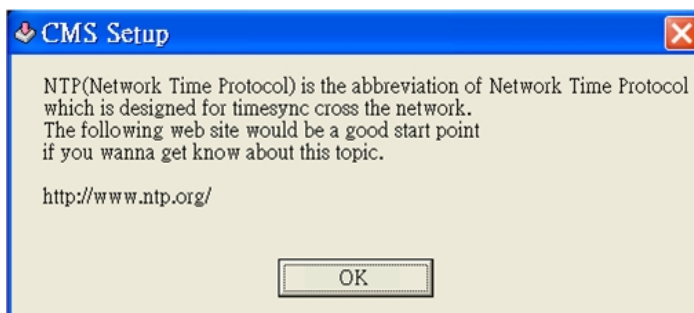 CMS Setup
NTP(Network Time Protocol) is the abbreviation of Network Time Protocol
which is designed for timesync cross the network.
The following web site would be a good start point
if you wanna get know about this topic.
http://www.ntp.org/
OK